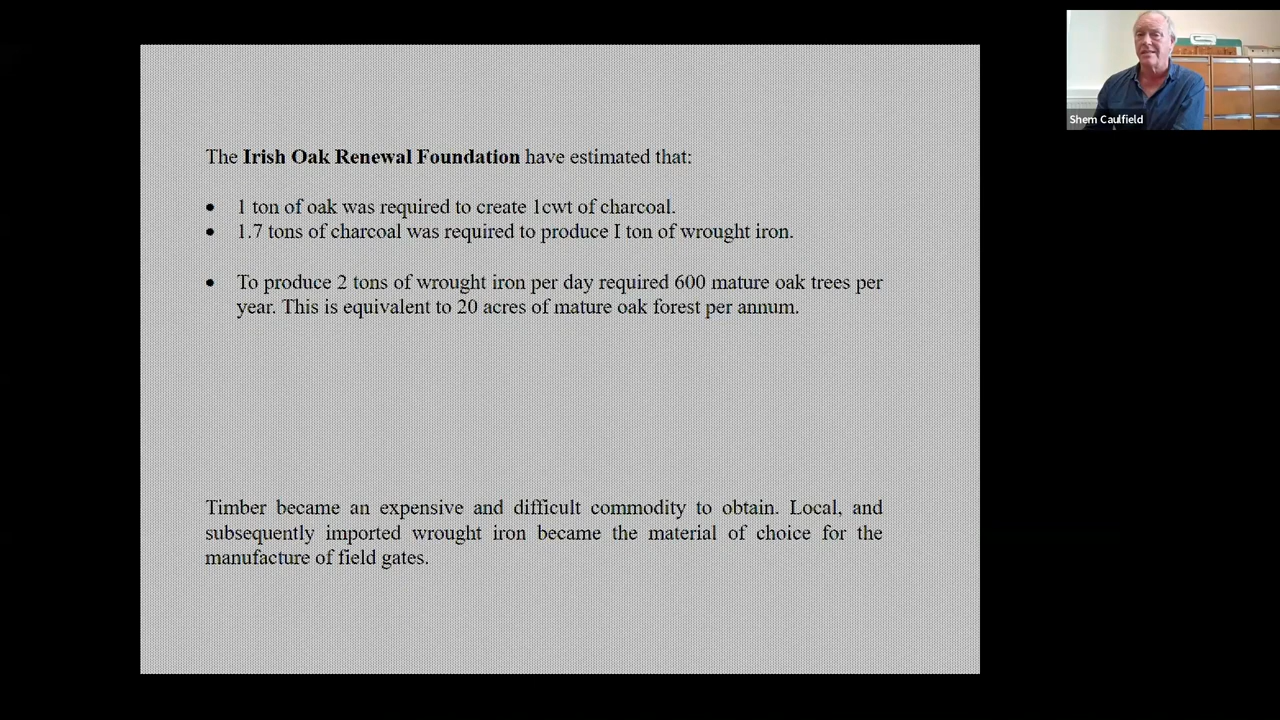 Shem Caulfield
The Irish Oak Renewal Foundation have estimated that:
• 1 ton of oak was required to create 1cwt of charcoal.
• 1.7 tons of charcoal was required to produce I ton of wrought iron.
• To produce 2 tons of wrought iron per day required 600 mature oak trees per
year. This is equivalent to 20 acres of mature oak forest per annum.
Timber became an expensive and difficult commodity to obtain. Local, and
subsequently imported wrought iron became the material of choice for the
manufacture of field gates.